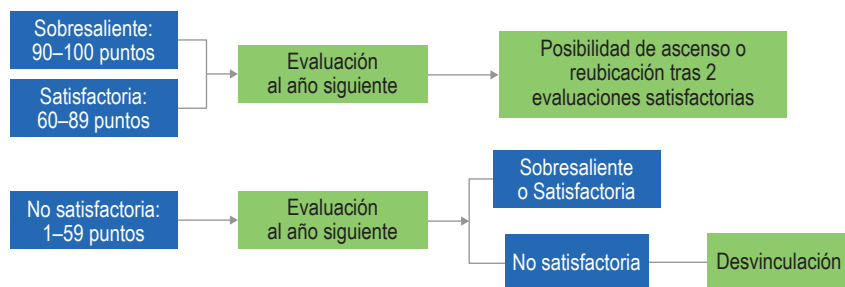 Sobresaliente:
90–100 puntos
Satisfactoria:
60–89 puntos
Evaluación
al año siguiente
Posibilidad de ascenso o
reubicación tras 2
evaluaciones satisfactorias
No satisfactoria:
1–59 puntos
Evaluación
al año siguiente
Sobresaliente
o Satisfactoria
No satisfactoria
Desvinculación